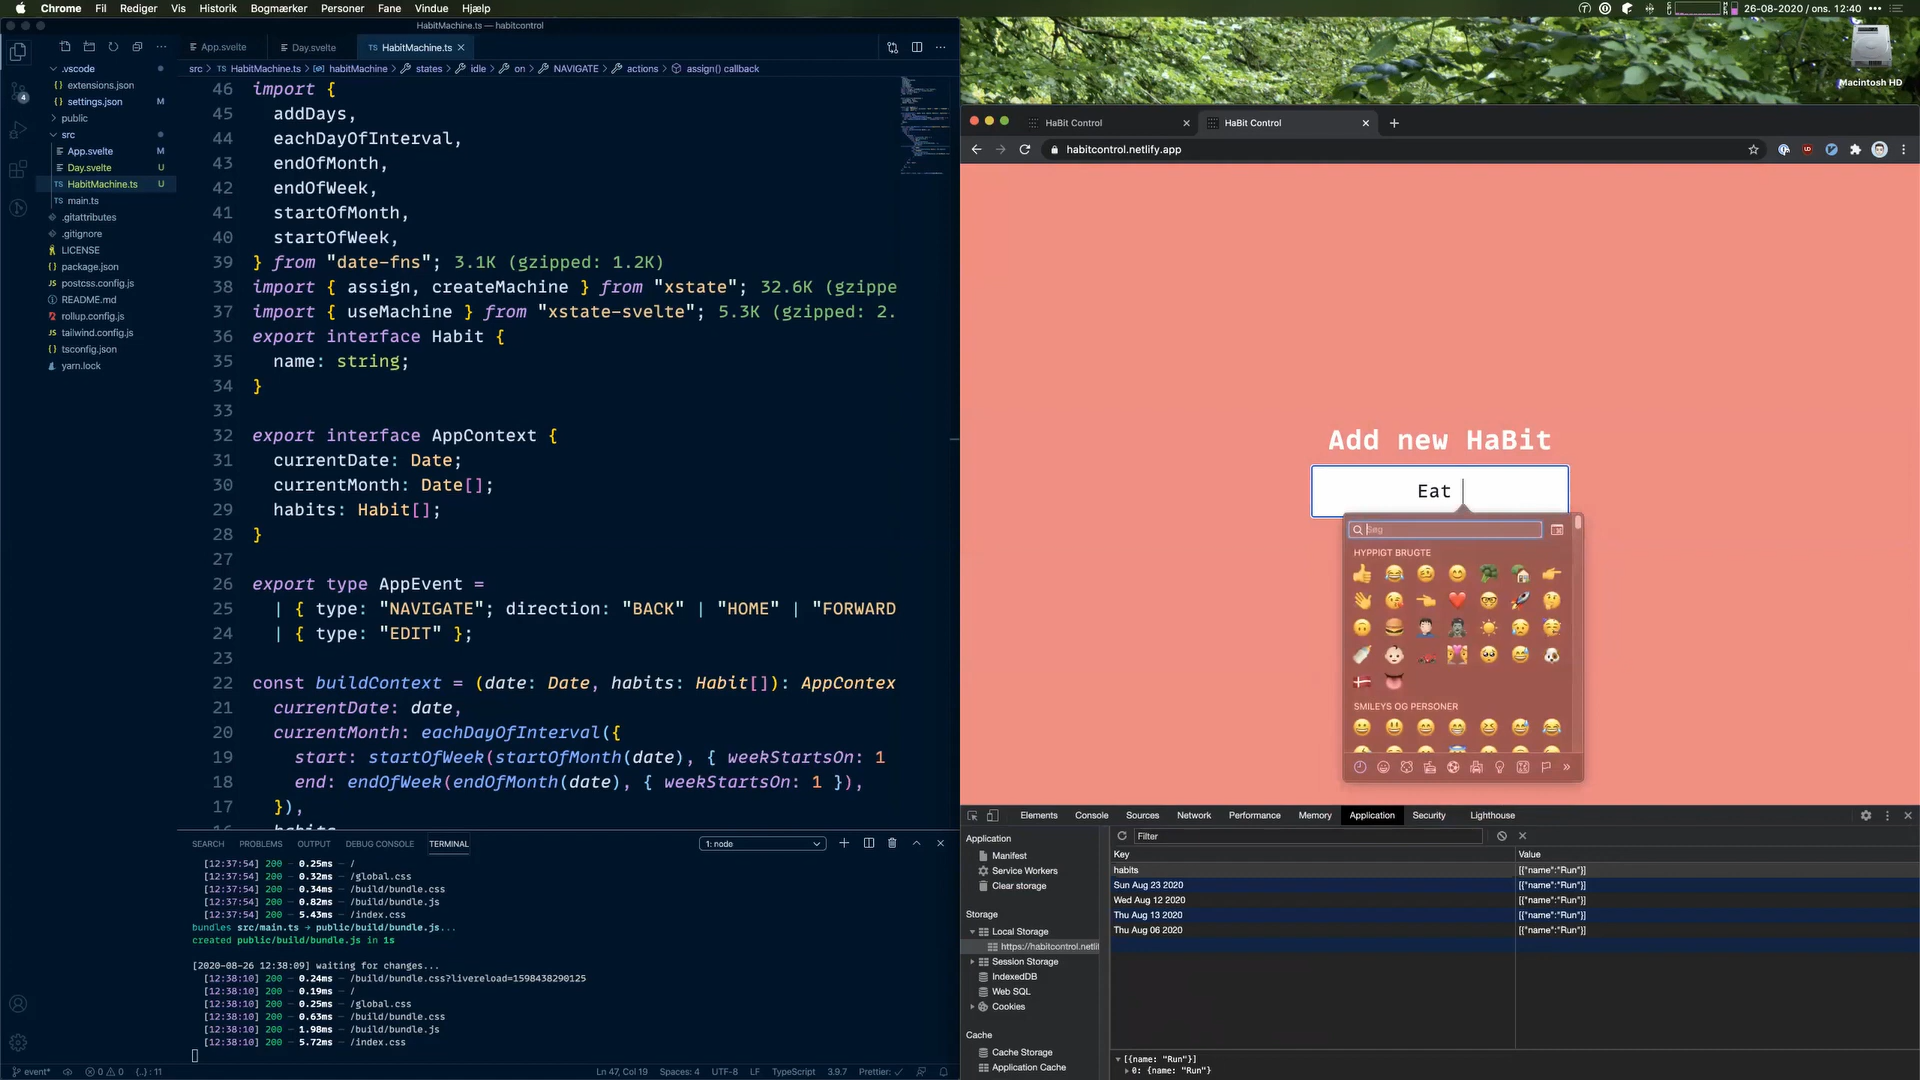 Chrome Fil Rediger Vis Historik Bogmærker Personer Fane Vindue Hjælp
26-08-2020 / ons. 12:40
HabitMachine.ts — habitcontrol
Macintosh HD
App.svelte
Day.svelte
TS HabitMachine.ts
src > TS HabitMachine.ts > habitMachine > states > idle > on > NAVIGATE > actions > assign() callback
4
.vscode
extensions.json
settings.json M
public
src
App.svelte M
Day.svelte U
TS HabitMachine.ts U
TS main.ts
.gitattributes
.gitignore
LICENSE
package.json
JS postcss.config.js
README.md
rollup.config.js
JS tailwind.config.js
tsconfig.json
yarn.lock
46 import {
45 addDays,
44 eachDayOfInterval,
43 endOfMonth,
42 endOfWeek,
41 startOfMonth,
40 startOfWeek,
39 } from "date-fns"; 3.1K (gzipped: 1.2K)
38 import { assign, createMachine } from "xstate"; 32.6K (gzippe
37 import { useMachine } from "xstate-svelte"; 5.3K (gzipped: 2.
36 export interface Habit {
35 name: string;
34 }
33
32 export interface AppContext {
31 currentDate: Date;
30 currentMonth: Date[];
29 habits: Habit[];
28 }
27
26 export type AppEvent =
25 | { type: "NAVIGATE"; direction: "BACK" | "HOME" | "FORWARD
24 | { type: "EDIT" };
23
22 const buildContext = (date: Date, habits: Habit[]): AppContex
21 currentDate: date,
20 currentMonth: eachDayOfInterval({
19 start: startOfWeek(startOfMonth(date), { weekStartsOn: 1
18 end: endOfWeek(endOfMonth(date), { weekStartsOn: 1 }),
17 }),
SEARCH PROBLEMS OUTPUT DEBUG CONSOLE TERMINAL
1: node
[12:37:54] 200 – 0.25ms – /
[12:37:54] 200 – 0.32ms – /global.css
[12:37:54] 200 – 0.34ms – /build/bundle.css
[12:37:54] 200 – 0.82ms – /build/bundle.js
[12:37:54] 200 – 5.43ms – /index.css
bundles src/main.ts → public/build/bundle.js...
created public/build/bundle.js in 1s
[2020-08-26 12:38:09] waiting for changes...
[12:38:10] 200 – 0.24ms – /build/bundle.css?livereload=1598438290125
[12:38:10] 200 – 0.19ms – /
[12:38:10] 200 – 0.25ms – /global.css
[12:38:10] 200 – 0.63ms – /build/bundle.css
[12:38:10] 200 – 1.98ms – /build/bundle.js
[12:38:10] 200 – 5.72ms – /index.css
event* 0 0 {..} : 11
Ln 47, Col 19 Spaces: 4 UTF-8 LF TypeScript 3.9.7 Prettier: ✓
HaBit Control
HaBit Control
habitcontrol.netlify.app
Add new HaBit
Eat
Søg
HYPPIGT BRUGTE
SMILEYS OG PERSONER
Elements Console Sources Network Performance Memory Application Security Lighthouse
Application
Manifest
Service Workers
Clear storage
Storage
Local Storage
https://habitcontrol.netli
Session Storage
IndexedDB
Web SQL
Cookies
Cache
Cache Storage
Application Cache
Filter
Key Value
habits [{"name":"Run"}]
Sun Aug 23 2020 [{"name":"Run"}]
Wed Aug 12 2020 [{"name":"Run"}]
Thu Aug 13 2020 [{"name":"Run"}]
Thu Aug 06 2020 [{"name":"Run"}]
[{name: "Run"}]
0: {name: "Run"}